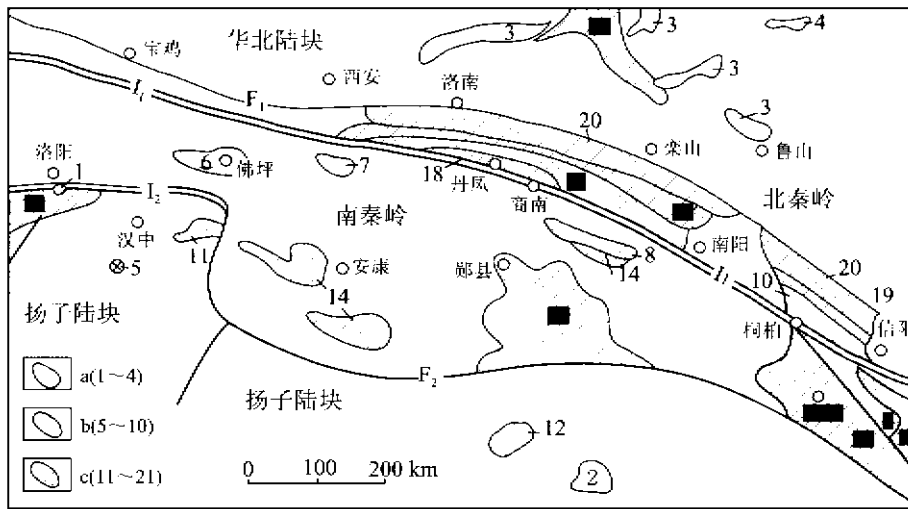 华北陆块
宝鸡
3
4
3
3
西安
洛南
3
I₁
F₁
20
栾山
鲁山
洛阳
1
6
佛坪
7
18
丹凤
商南
北秦岭
I₂
南秦岭
汉中
11
5
安康
14
郧县
8
14
南阳
I₁
10
20
19
信阳
桐柏
扬子陆块
14
F₂
扬子陆块
a(1～4)
b(5～10)
c(11～21)
12
2
0 100 200 km